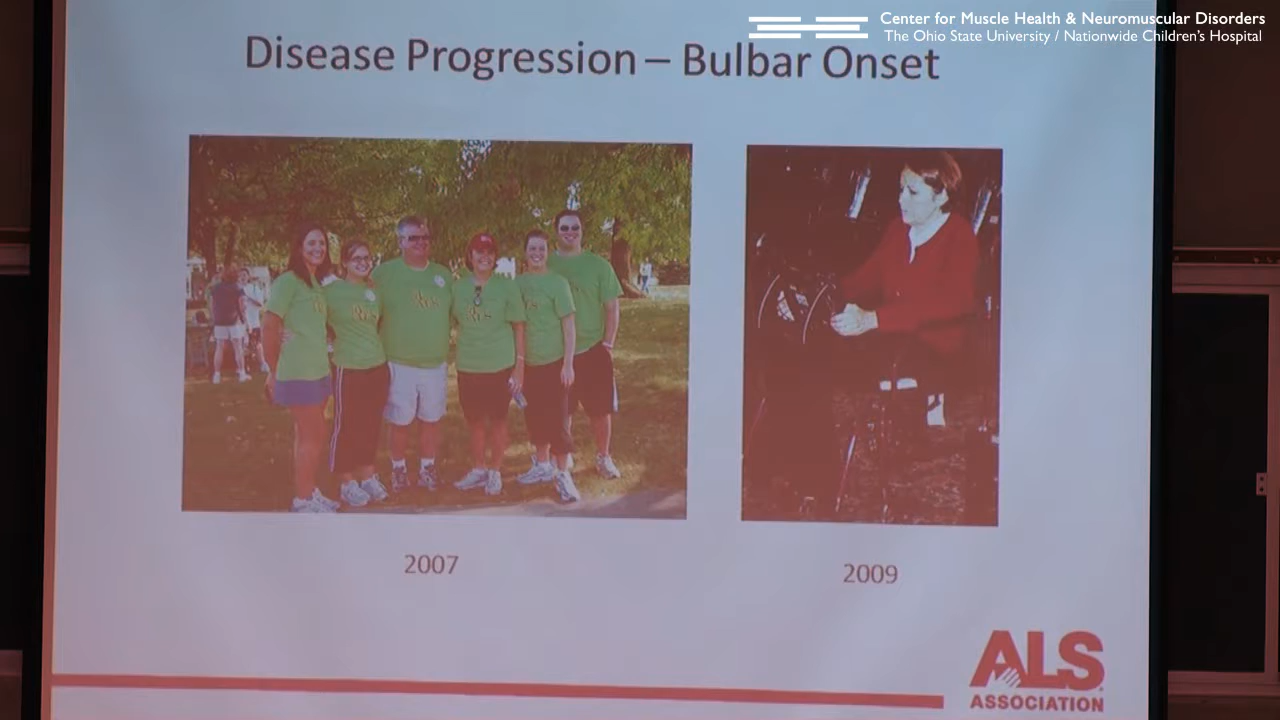 Center for Muscle Health & Neuromuscular Disorders
The Ohio State University / Nationwide Children's Hospital
Disease Progression – Bulbar Onset
2007
2009
ALS
ASSOCIATION